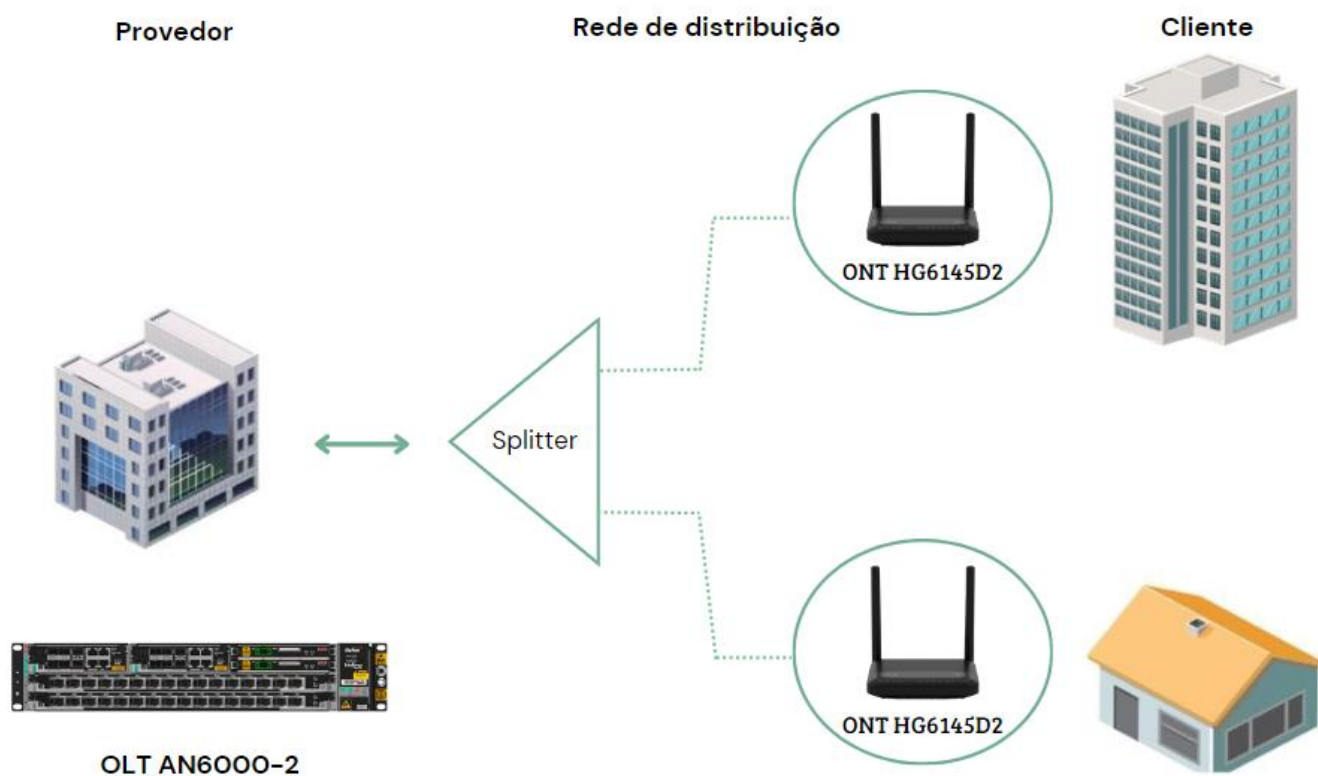 Provedor
Rede de distribuição
Cliente
ONT HG6145D2
Splitter
ONT HG6145D2
OLT AN6000-2